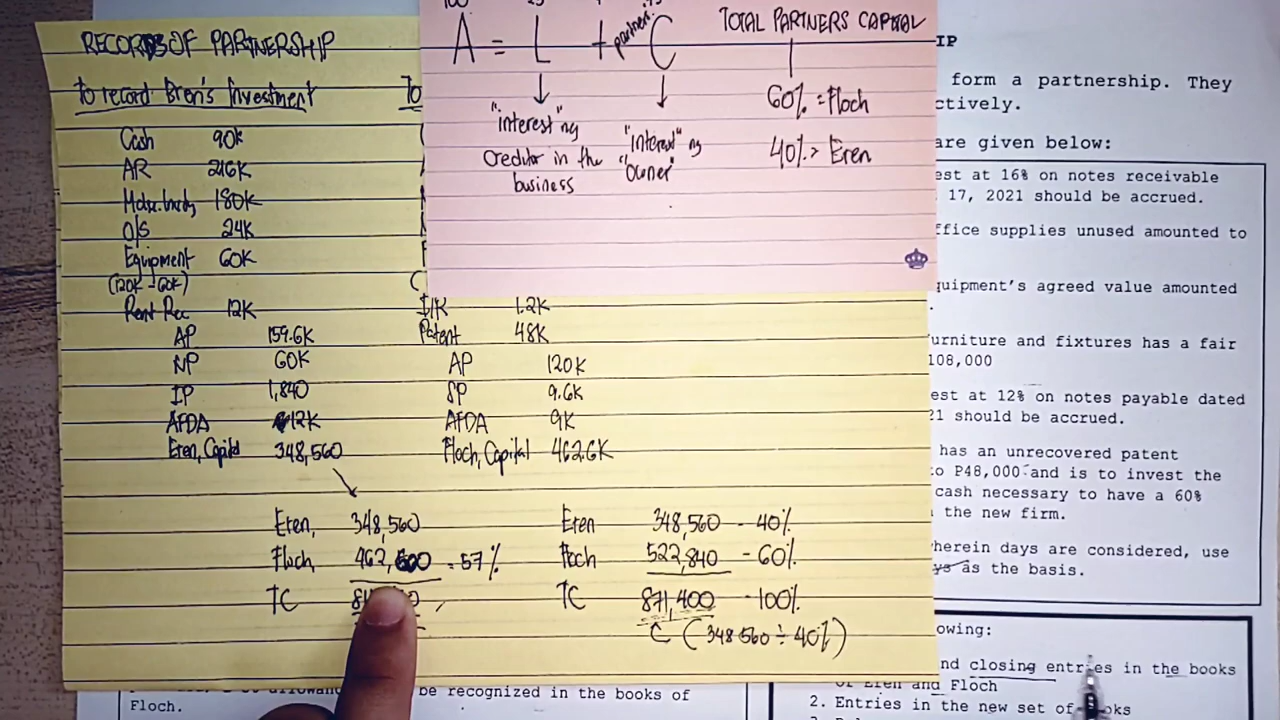 RECORDS OF PARTNERSHIP
To record Eren's Investment
To
Cash 90K
AR 216K
Mdse. Invty 180K
O/S 24K
Equipment 60K
(120K - 60K)
Rent Rec 12K
AP 159.6K
NP 60K
IP 1,840
AFDA 12K
Eren, Capital 348,560
I/R 1.2K
Patent 48K
AP 120K
SP 9.6K
AFDA 9K
Floch, Capital 462.6K
Eren, 348,560
Floch, 462,600 = 57%
TC
Eren 348,560 - 40%
Floch 522,840 - 60%
TC 871,400 - 100%
(348 560 ÷ 40%)
A = L + partner's C
"interest" ng
creditor in the
business
"interest" ng
"owner"
TOTAL PARTNERS CAPITAL
60% = Floch
40% > Eren
IP
form a partnership. They
ctively.
are given below:
est at 16% on notes receivable
17, 2021 should be accrued.
ffice supplies unused amounted to
quipment's agreed value amounted
urniture and fixtures has a fair
108,000
est at 12% on notes payable dated
21 should be accrued.
has an unrecovered patent
to P48,000 and is to invest the
cash necessary to have a 60%
the new firm.
wherein days are considered, use
ys as the basis.
owing:
nd closing entries in the books
of Eren and Floch
2. Entries in the new set of books
be recognized in the books of
Floch.